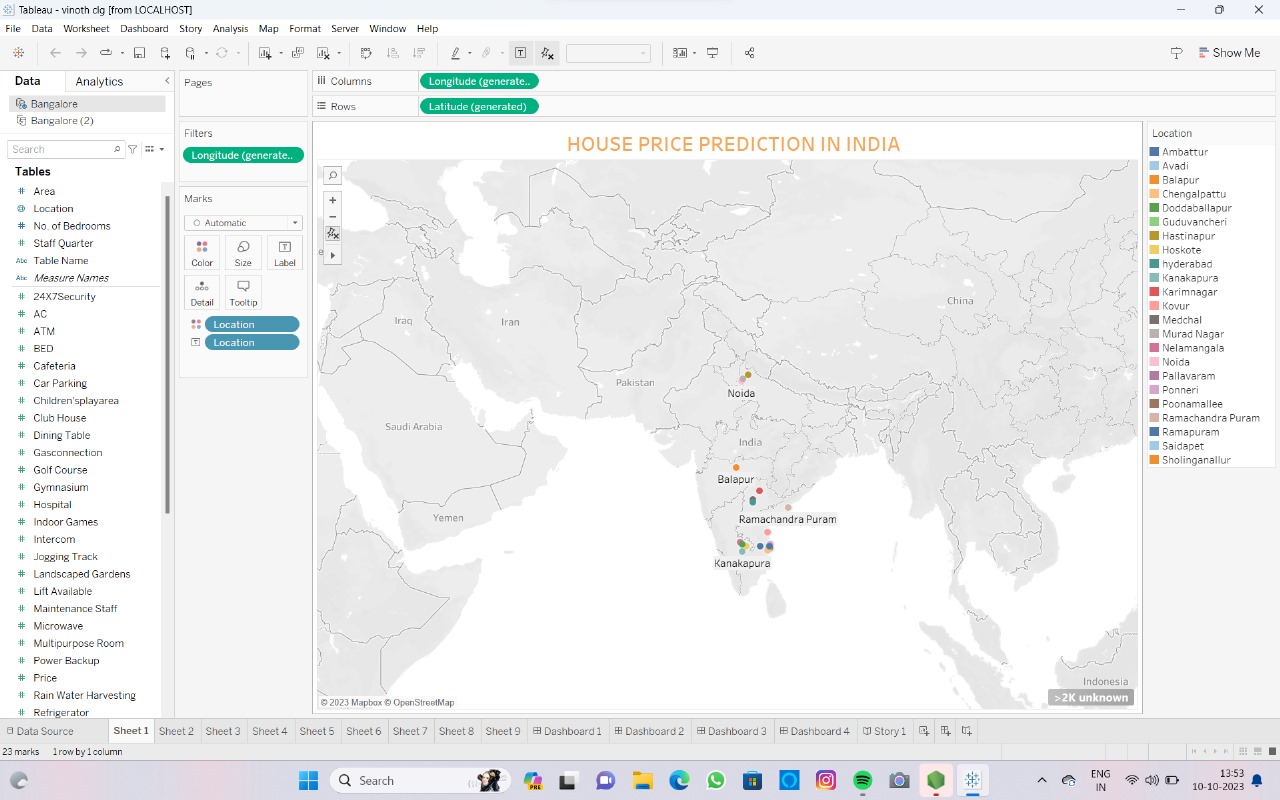 Tableau - vinoth clg [from LOCALHOST]
File Data Worksheet Dashboard Story Analysis Map Format Server Window Help
Show Me
Data Analytics
Bangalore
Bangalore (2)
Search
Tables
Area
Location
No. of Bedrooms
Staff Quarter
Abc Table Name
Abc Measure Names
24X7Security
AC
ATM
BED
Cafeteria
Car Parking
Children'splayarea
Club House
Dining Table
Gasconnection
Golf Course
Gymnasium
Hospital
Indoor Games
Intercom
Jogging Track
Landscaped Gardens
Lift Available
Maintenance Staff
Microwave
Multipurpose Room
Power Backup
Price
Rain Water Harvesting
Refrigerator
Pages
Filters
Longitude (generate..
Marks
Automatic
Color Size Label
Detail Tooltip
Location
Location
Columns Longitude (generate..
Rows Latitude (generated)
HOUSE PRICE PREDICTION IN INDIA
China
Iraq
Iran
Pakistan
Noida
Saudi Arabia
India
Balapur
Yemen
Ramachandra Puram
Kanakapura
Indonesia
>2K unknown
© 2023 Mapbox © OpenStreetMap
Location
Ambattur
Avadi
Balapur
Chengalpattu
Doddaballapur
Guduvancheri
Hastinapur
Hoskote
hyderabad
Kanakapura
Karimnagar
Kovur
Medchal
Murad Nagar
Nelamangala
Noida
Pallavaram
Ponneri
Poonamallee
Ramachandra Puram
Ramapuram
Saidapet
Sholinganallur
Data Source Sheet 1 Sheet 2 Sheet 3 Sheet 4 Sheet 5 Sheet 6 Sheet 7 Sheet 8 Sheet 9 Dashboard 1 Dashboard 2 Dashboard 3 Dashboard 4 Story 1
23 marks 1 row by 1 column
Search
PRE
ENG
IN
13:53
10-10-2023